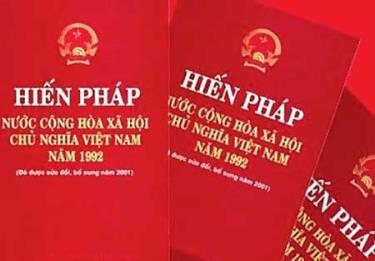 HIẾN PHÁP
NƯỚC CỘNG HÒA XÃ HỘI
CHỦ NGHĨA VIỆT NAM
NĂM 1992
(Đã được sửa đổi, bổ sung năm 2001)
HIẾN PHÁP
NƯỚC CỘNG HÒA XÃ HỘI
CHỦ NGHĨA VIỆT NAM
NĂM 1992
(Đã được sửa đổi, bổ sung năm 2001)
HIẾN